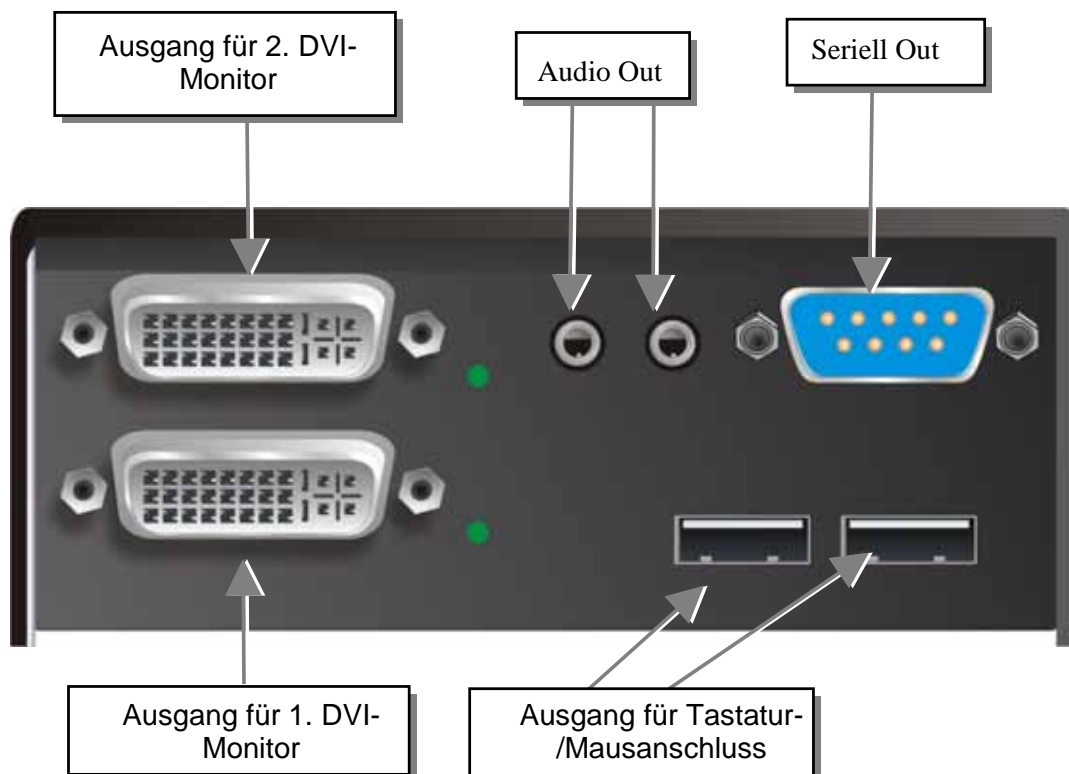 Ausgang für 2. DVI-
Monitor
Audio Out
Seriell Out
Ausgang für 1. DVI-
Monitor
Ausgang für Tastatur-
/Mausanschluss